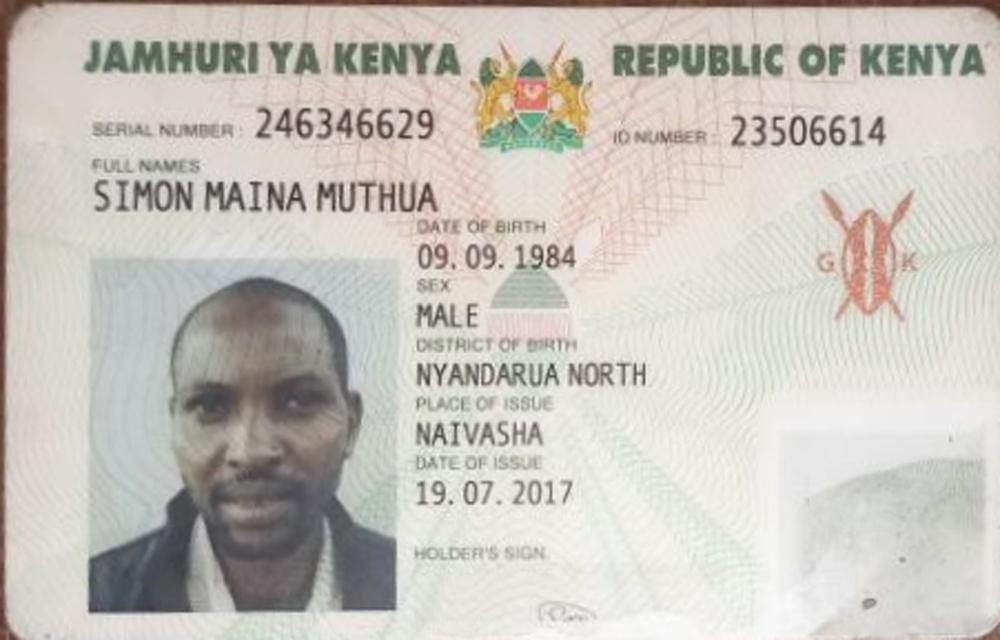 JAMHURI YA KENYA REPUBLIC OF KENYA
SERIAL NUMBER : 246346629 ID NUMBER : 23506614
FULL NAMES
SIMON MAINA MUTHUA
DATE OF BIRTH
09. 09. 1984
SEX
MALE
G K
DISTRICT OF BIRTH
NYANDARUA NORTH
PLACE OF ISSUE
NAIVASHA
DATE OF ISSUE
19. 07. 2017
HOLDER'S SIGN.